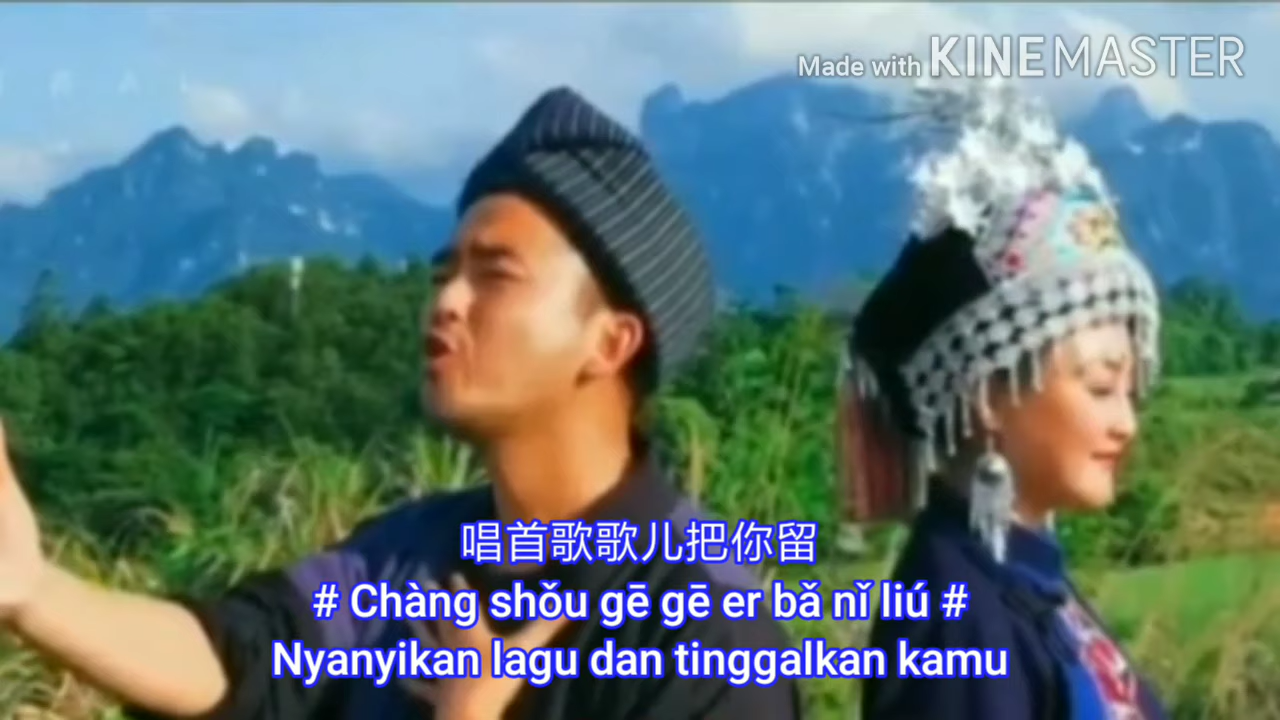 Made with KINEMASTER
唱首歌歌儿把你留
# Chàng shǒu gē gē er bǎ nǐ liú #
Nyanyikan lagu dan tinggalkan kamu